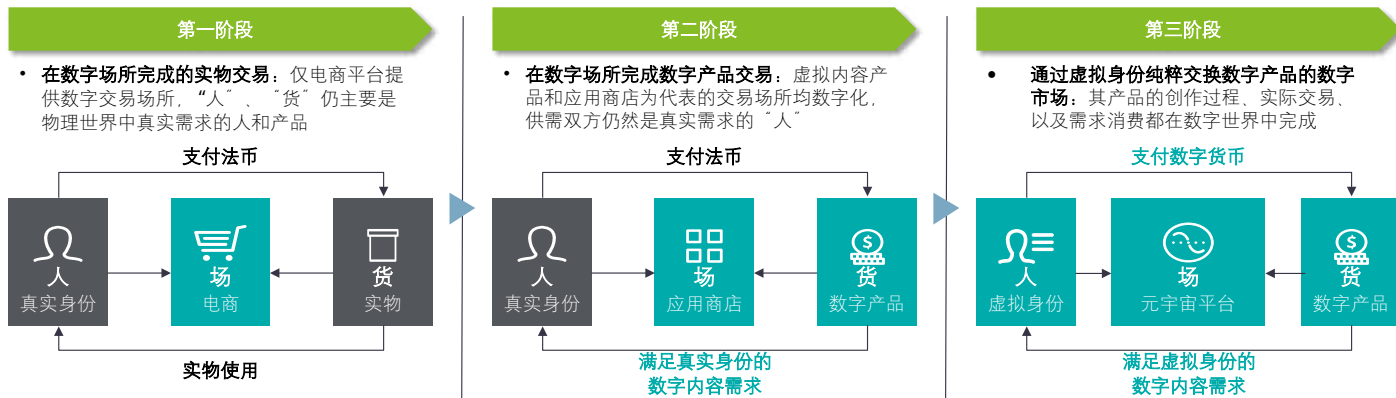 第一阶段
• 在数字场所完成的实物交易：仅电商平台提
供数字交易场所，“人”、“货”仍主要是
物理世界中真实需求的人和产品
支付法币
人
真实身份
场
电商
货
实物
实物使用
第二阶段
• 在数字场所完成数字产品交易：虚拟内容产
品和应用商店为代表的交易场所均数字化，
供需双方仍然是真实需求的“人”
支付法币
人
真实身份
场
应用商店
$
货
数字产品
满足真实身份的
数字内容需求
第三阶段
• 通过虚拟身份纯粹交换数字产品的数字
市场：其产品的创作过程、实际交易、
以及需求消费都在数字世界中完成
支付数字货币
人
虚拟身份
场
元宇宙平台
$
货
数字产品
满足虚拟身份的
数字内容需求